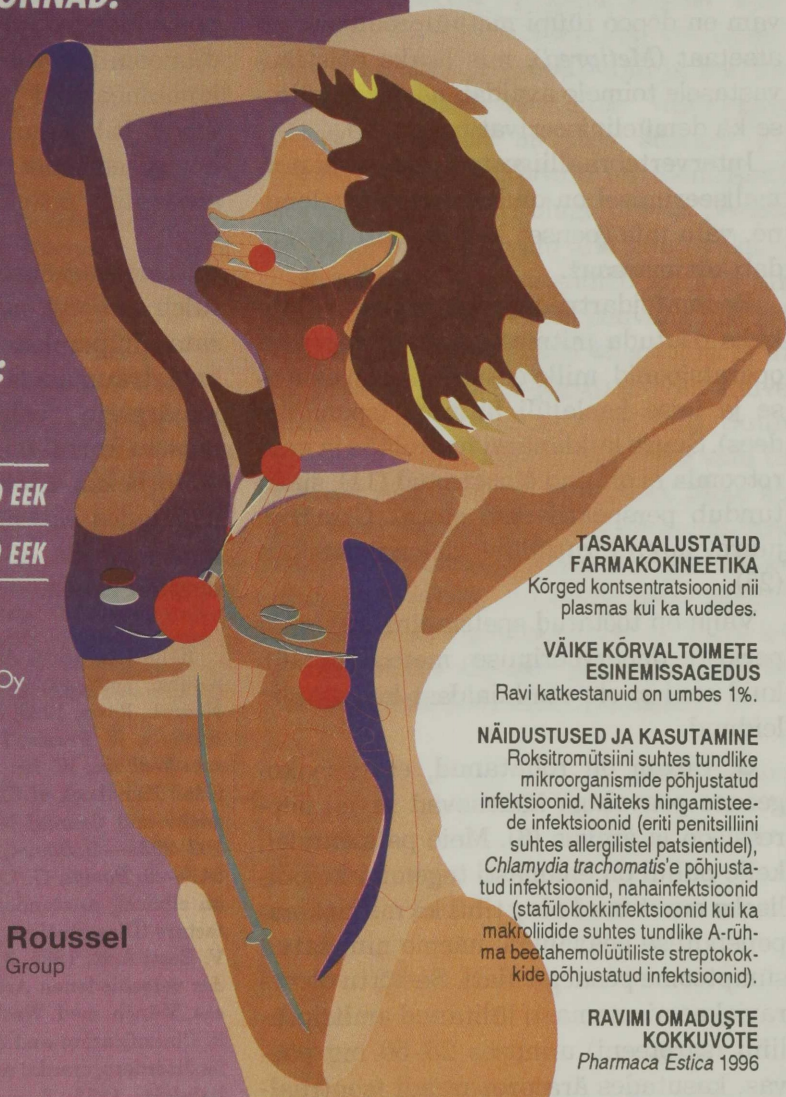 EEK
EEK
Oy
TASAKAALUSTATUD
FARMAKOKINEETIKA
Kõrged kontsentratsioonid nii
plasmas kui ka kudedes.
VÄIKE KÕRVALTOIMETE
ESINEMISSAGEDUS
Ravi katkestanuid on umbes 1%.
NÄIDUSTUSED JA KASUTAMINE
Roksitromütsiini suhtes tundlike
mikroorganismide põhjustatud
infektsioonid. Näiteks hingamistee-
de infektsioonid (eriti penitsilliini
suhtes allergilistel patsientidel),
Chlamydia trachomatis'e põhjusta-
tud infektsioonid, nahainfektsioonid
(stafülokokkinfektsioonid kui ka
makroliidide suhtes tundlike A-rüh-
ma beetahemolüütiliste streptokok-
kide põhjustatud infektsioonid).
Roussel
Group
RAVIMI OMADUSTE
KOKKUVÕTE
Pharmaca Estica 1996